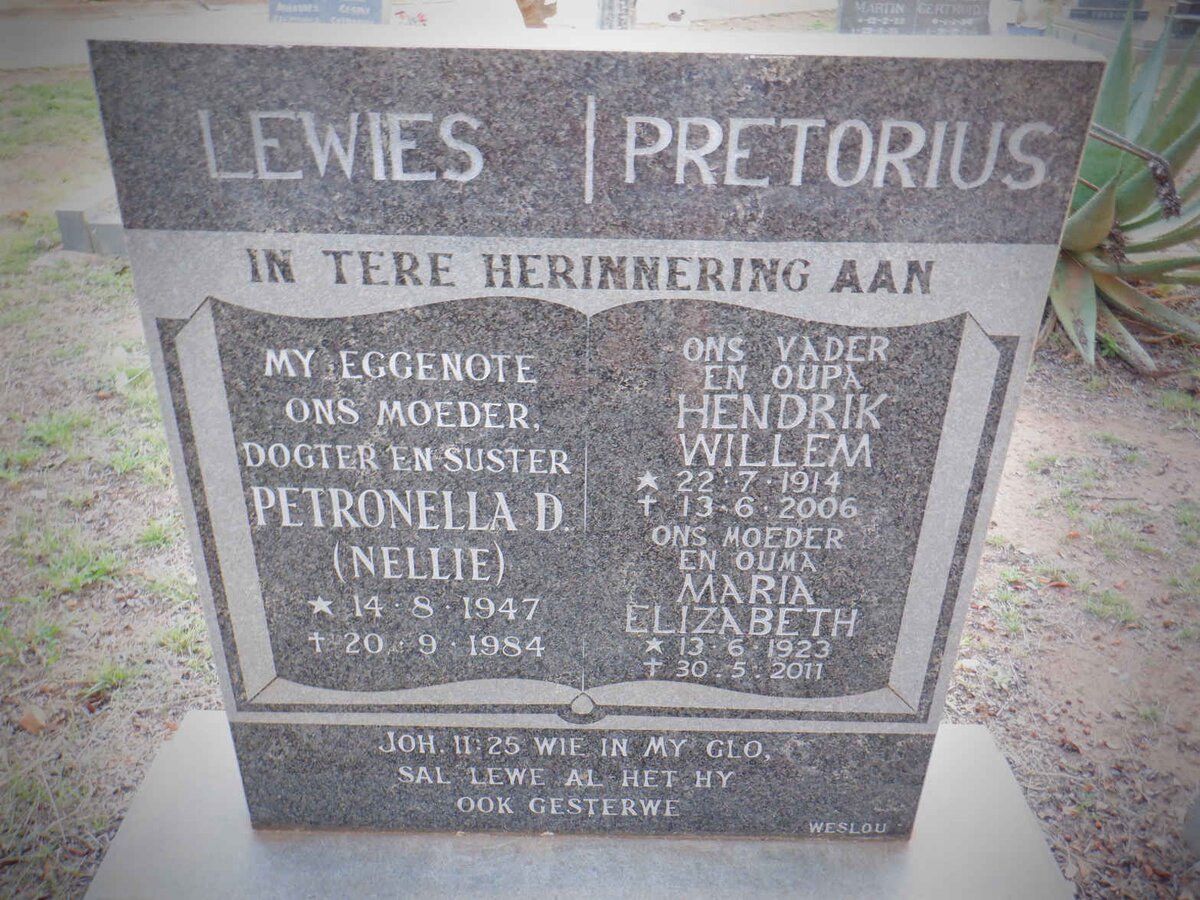 MARTIN GERTRUIDA
LEWIES | PRETORIUS
IN TERE HERINNERING AAN
MY EGGENOTE
ONS MOEDER,
DOGTER EN SUSTER
PETRONELLA D.
(NELLIE)
★ 14·8·1947
✝ 20·9·1984
ONS VADER
EN OUPA
HENDRIK
WILLEM
★ 22·7·1914
✝ 13·6·2006
ONS MOEDER
EN OUMA
MARIA
ELIZABETH
★ 13·6·1923
✝ 30.5·2011
JOH. 11:25 WIE IN MY GLO,
SAL LEWE AL HET HY
OOK GESTERWE
WESLOU